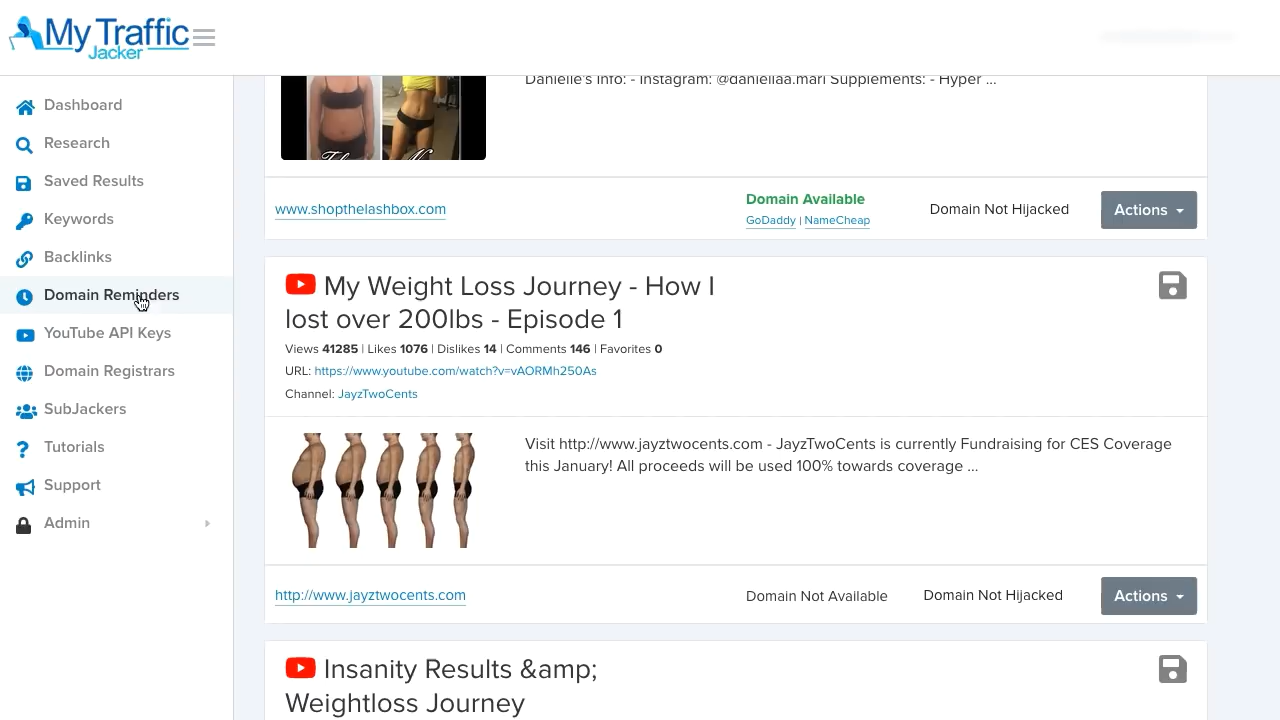 My Traffic
Jacker
Dashboard
Research
Saved Results
Keywords
Backlinks
Domain Reminders
YouTube API Keys
Domain Registrars
SubJackers
Tutorials
Support
Admin
Danielle's Info: - Instagram: @daniellaa.mari Supplements: - Hyper ...
www.shopthelashbox.com
Domain Available
GoDaddy | NameCheap
Domain Not Hijacked
Actions
My Weight Loss Journey - How I
lost over 200lbs - Episode 1
Views 41285 | Likes 1076 | Dislikes 14 | Comments 146 | Favorites 0
URL: https://www.youtube.com/watch?v=vAORMh250As
Channel: JayzTwoCents
Visit http://www.jayztwocents.com - JayzTwoCents is currently Fundraising for CES Coverage
this January! All proceeds will be used 100% towards coverage ...
http://www.jayztwocents.com
Domain Not Available
Domain Not Hijacked
Actions
Insanity Results &amp;amp;
Weightloss Journey